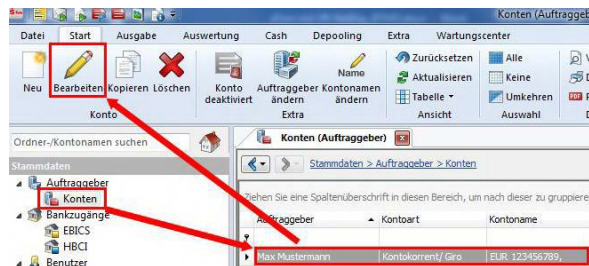 Konten (Auftraggeb
Datei Start Ausgabe Auswertung Cash Depooling Extra Wartungscenter
Neu Bearbeiten Kopieren Löschen
Konto deaktiviert
Auftraggeber ändern
Name
Kontonamen ändern
Zurücksetzen
Aktualisieren
Tabelle
Alle
Keine
Umkehren
PDF
Konto Extra Ansicht Auswahl
Ordner-/Kontonamen suchen
Konten (Auftraggeber)
Stammdaten
Stammdaten > Auftraggeber > Konten
Auftraggeber
Konten
Bankzugänge
EBICS
HBCI
Benutzer
Ziehen Sie eine Spaltenüberschrift in diesen Bereich, um nach dieser zu gruppiere
Auftraggeber Kontoart Kontoname
Max Mustermann Kontokorrent/ Giro EUR 123456789,